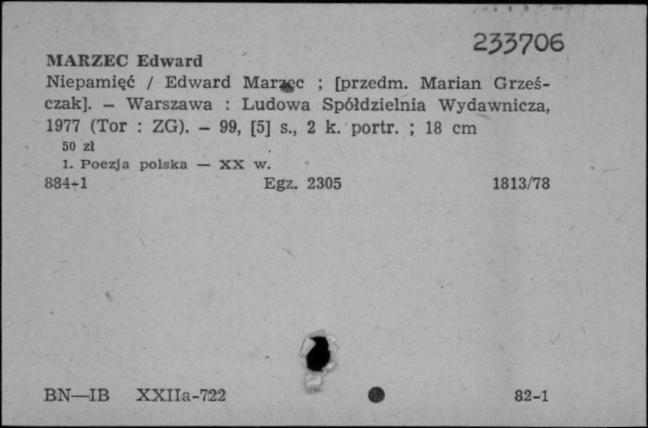 233706
MARZEC Edward
Niepamięć / Edward Marzec ; [przedm. Marian Grześ-
czak]. — Warszawa : Ludowa Spółdzielnia Wydawnicza,
1977 (Tor : ZG). — 99, [5] s., 2 k. portr. ; 18 cm
50 zł
1. Poezja polska — XX w.
884-1 Egz. 2305 1813/78
BN—IB XXIIa-722 82-1